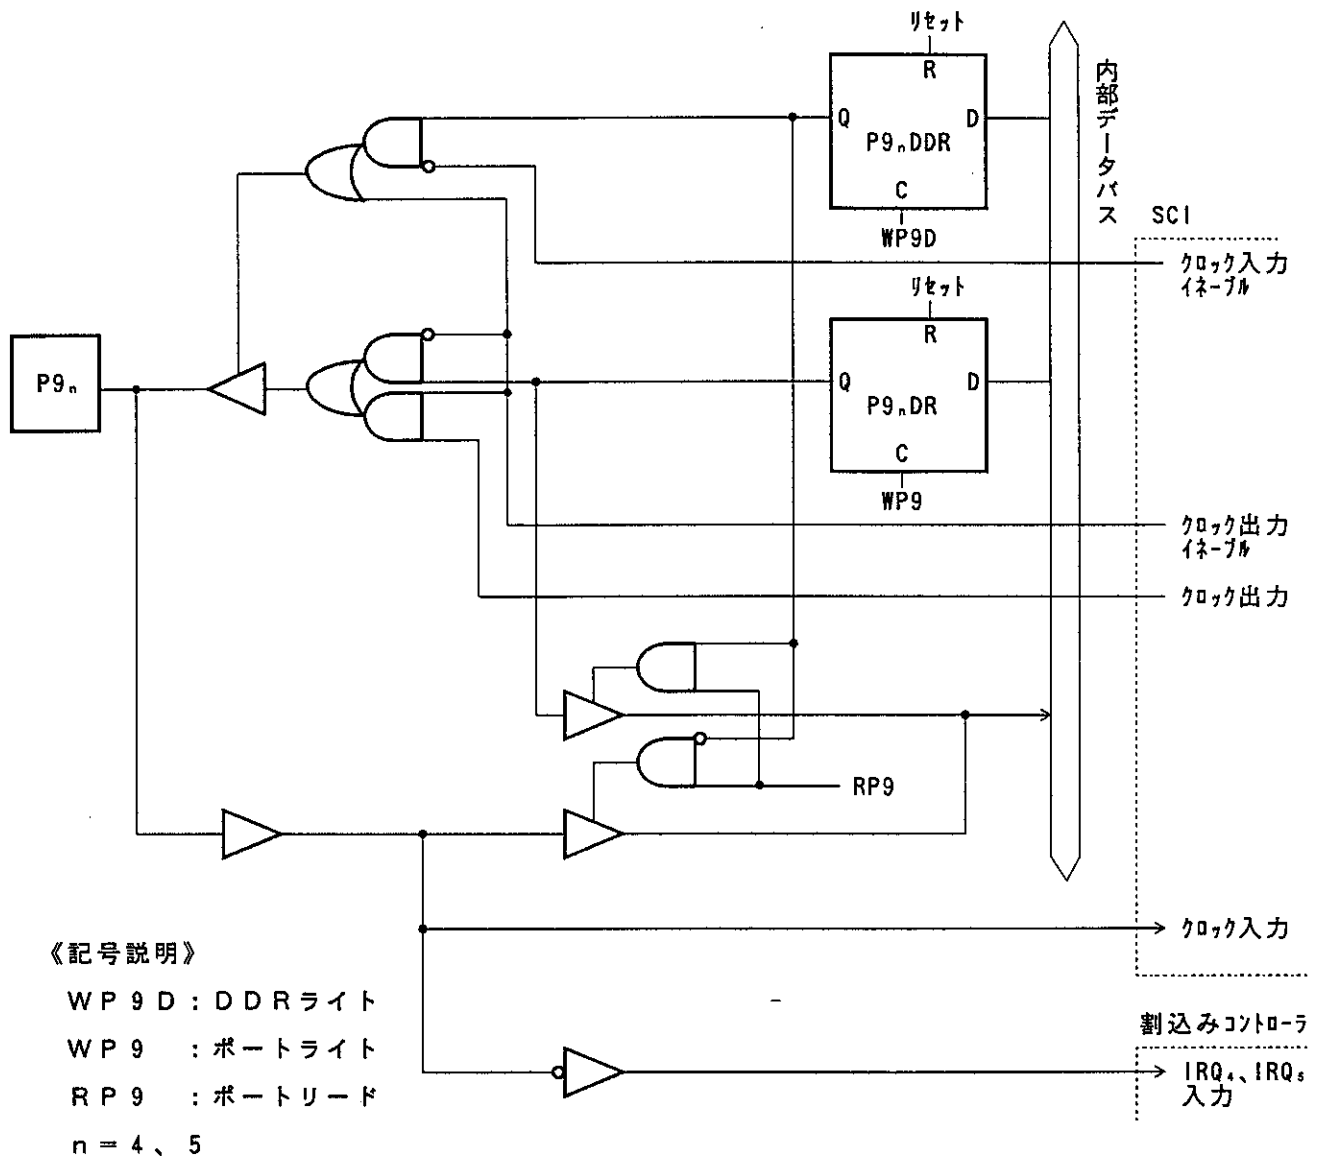 リセット
R
Q
D
P9ₙDDR
C
WP9D
内部データバス
SCI
クロック入力
イネーブル
リセット
R
P9ₙ
Q
D
P9ₙDR
C
WP9
クロック出力
イネーブル
クロック出力
RP9
クロック入力
《記号説明》
WP9D:DDRライト
WP9 :ポートライト
RP9 :ポートリード
n=4、5
割込みコントローラ
IRQ₄、IRQ₅
入力